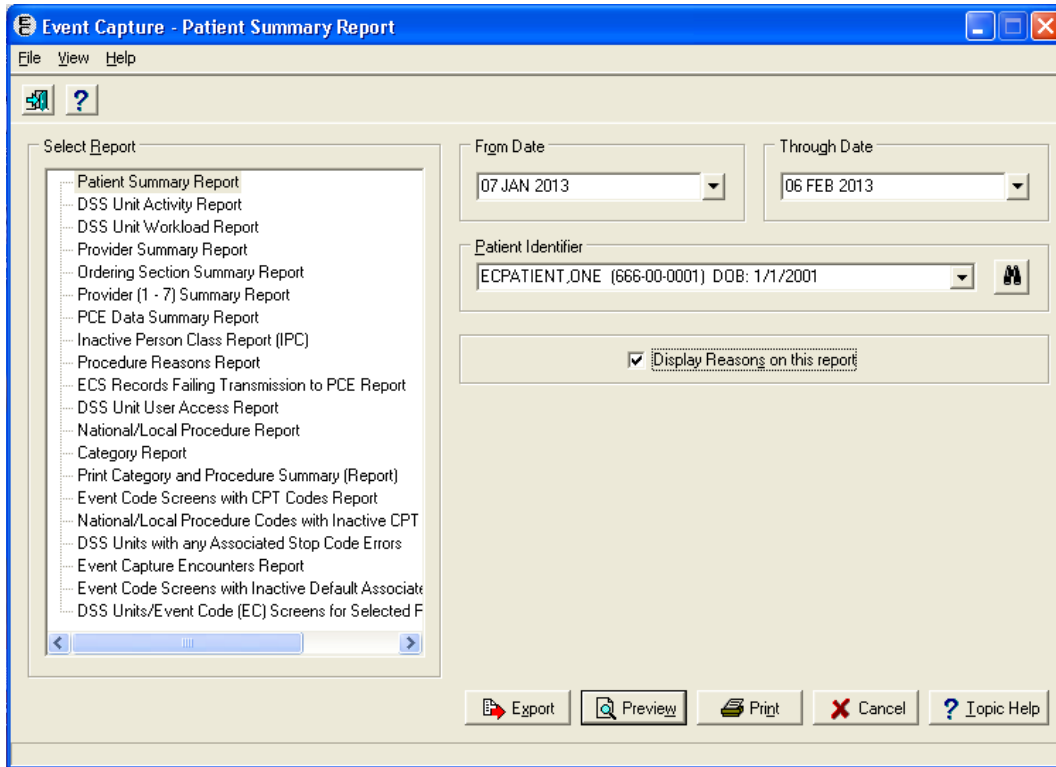 Event Capture - Patient Summary Report
File View Help
Select Report
Patient Summary Report
DSS Unit Activity Report
DSS Unit Workload Report
Provider Summary Report
Ordering Section Summary Report
Provider (1 - 7) Summary Report
PCE Data Summary Report
Inactive Person Class Report (IPC)
Procedure Reasons Report
ECS Records Failing Transmission to PCE Report
DSS Unit User Access Report
National/Local Procedure Report
Category Report
Print Category and Procedure Summary (Report)
Event Code Screens with CPT Codes Report
National/Local Procedure Codes with Inactive CPT
DSS Units with any Associated Stop Code Errors
Event Capture Encounters Report
Event Code Screens with Inactive Default Associate
DSS Units/Event Code (EC) Screens for Selected F
From Date
07 JAN 2013
Through Date
06 FEB 2013
Patient Identifier
ECPATIENT,ONE (666-00-0001) DOB: 1/1/2001
Display Reasons on this report
Export Preview Print Cancel Topic Help